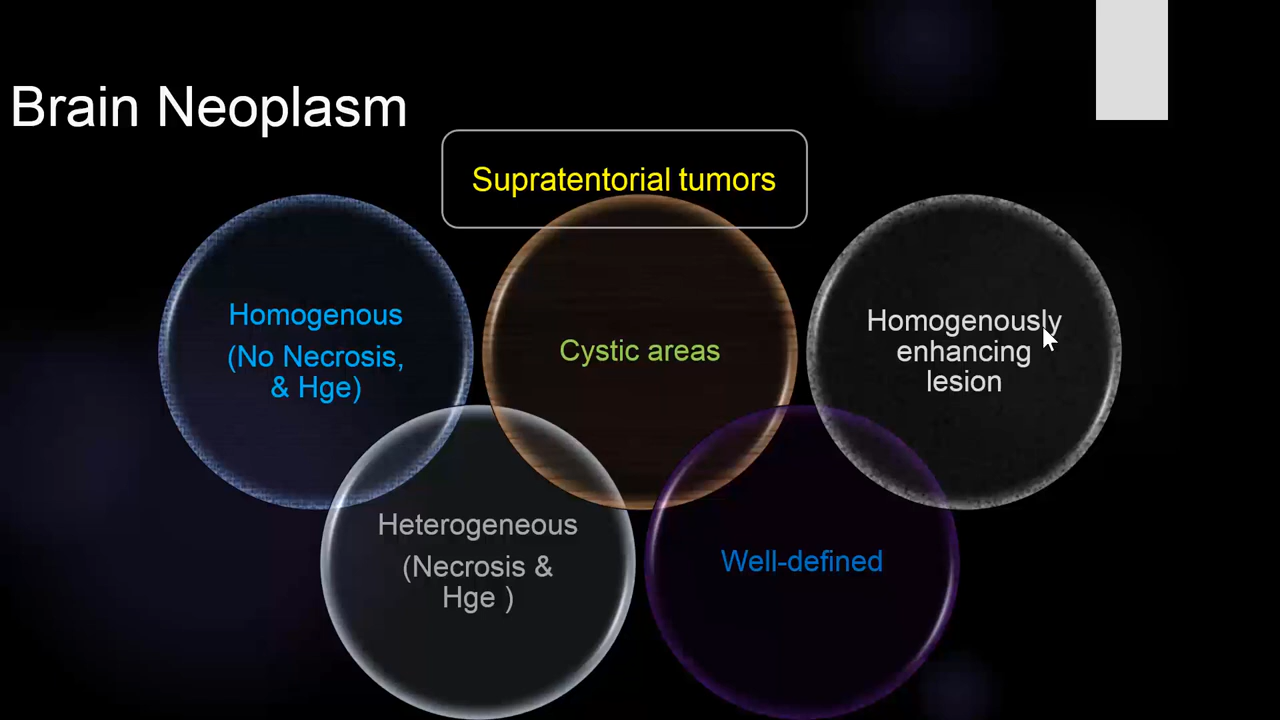 Brain Neoplasm
Supratentorial tumors
Homogenous
(No Necrosis,
& Hge)
Cystic areas
Homogenously
enhancing
lesion
Heterogeneous
(Necrosis &
Hge )
Well-defined